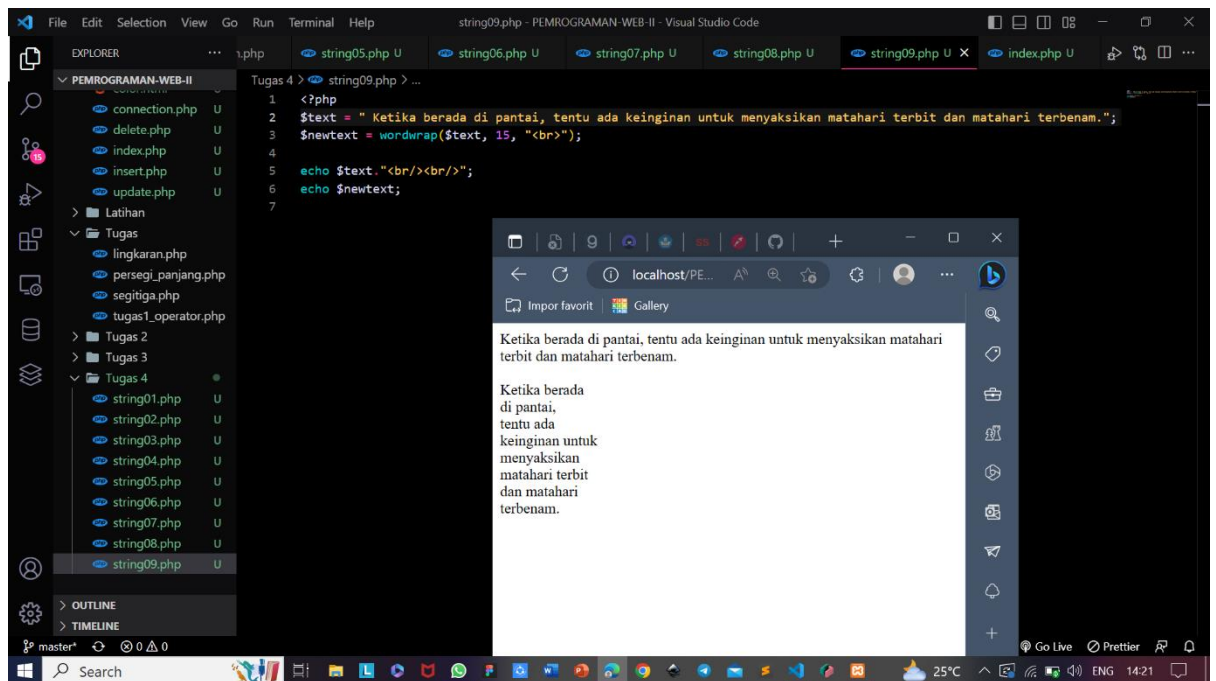 File Edit Selection View Go Run Terminal Help string09.php - PEMROGRAMAN-WEB-II - Visual Studio Code
EXPLORER
.php string05.php U string06.php U string07.php U string08.php U string09.php U index.php U
PEMROGRAMAN-WEB-II
connection.php U
delete.php U
index.php U
insert.php U
update.php U
Latihan
Tugas
lingkaran.php
persegi_panjang.php
segitiga.php
tugas1_operator.php
Tugas 2
Tugas 3
Tugas 4
string01.php U
string02.php U
string03.php U
string04.php U
string05.php U
string06.php U
string07.php U
string08.php U
string09.php U
OUTLINE
TIMELINE
15
Tugas 4 > string09.php > ...
1 <?php
2 $text = " Ketika berada di pantai, tentu ada keinginan untuk menyaksikan matahari terbit dan matahari terbenam.";
3 $newtext = wordwrap($text, 15, "<br>");
4
5 echo $text."<br/><br/>";
6 echo $newtext;
7
localhost/PE...
Impor favorit Gallery
Ketika berada di pantai, tentu ada keinginan untuk menyaksikan matahari
terbit dan matahari terbenam.
Ketika berada
di pantai,
tentu ada
keinginan untuk
menyaksikan
matahari terbit
dan matahari
terbenam.
master* 0 0 Go Live Prettier
Search 25°C ENG 14:21